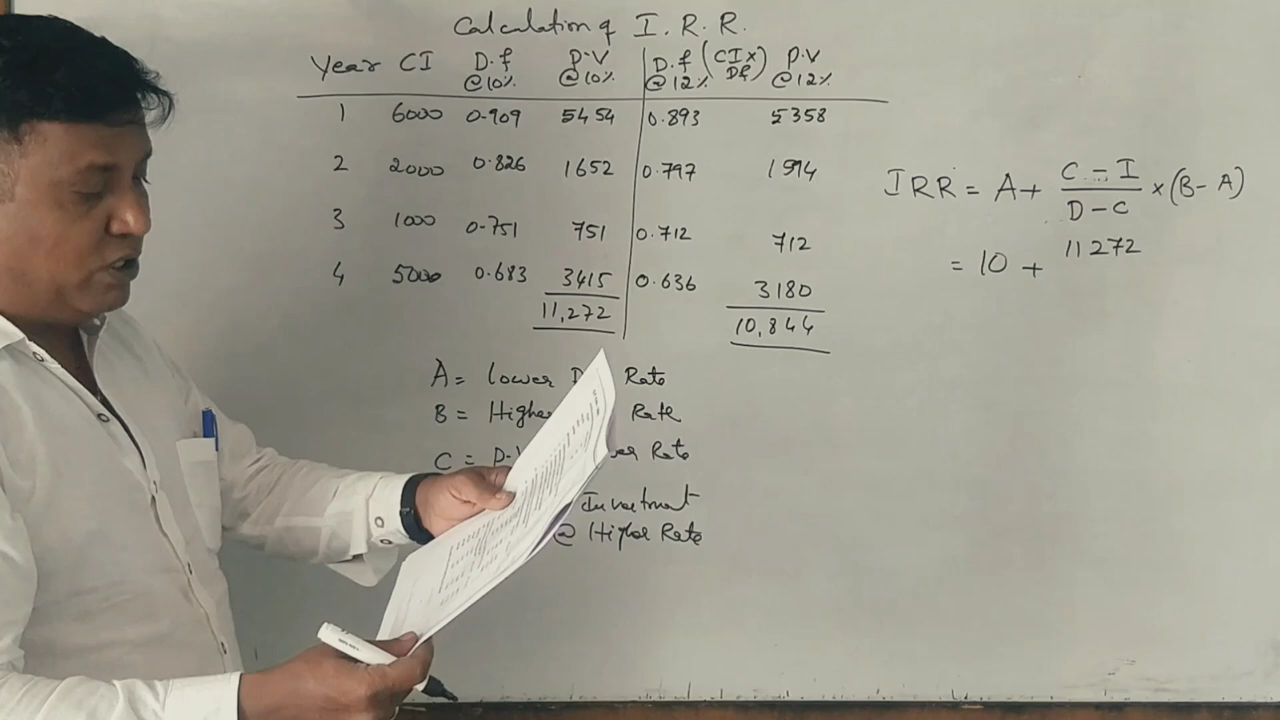 Calculation of I. R. R.
Year CI D.f @10% P.V @10% D.f @12% (CI x Df) P.V @12%
1 6000 0.909 5454 0.893 5358
2 2000 0.826 1652 0.797 1594
3 1000 0.751 751 0.712 712
4 5000 0.683 3415 0.636 3180
11,272 10,844
A = Lower Rate
B = Highe Rate
C = P. Rate
Investment
@ Higher Rate
IRR = A + C - I / D - C x (B - A)
= 10 + 11272